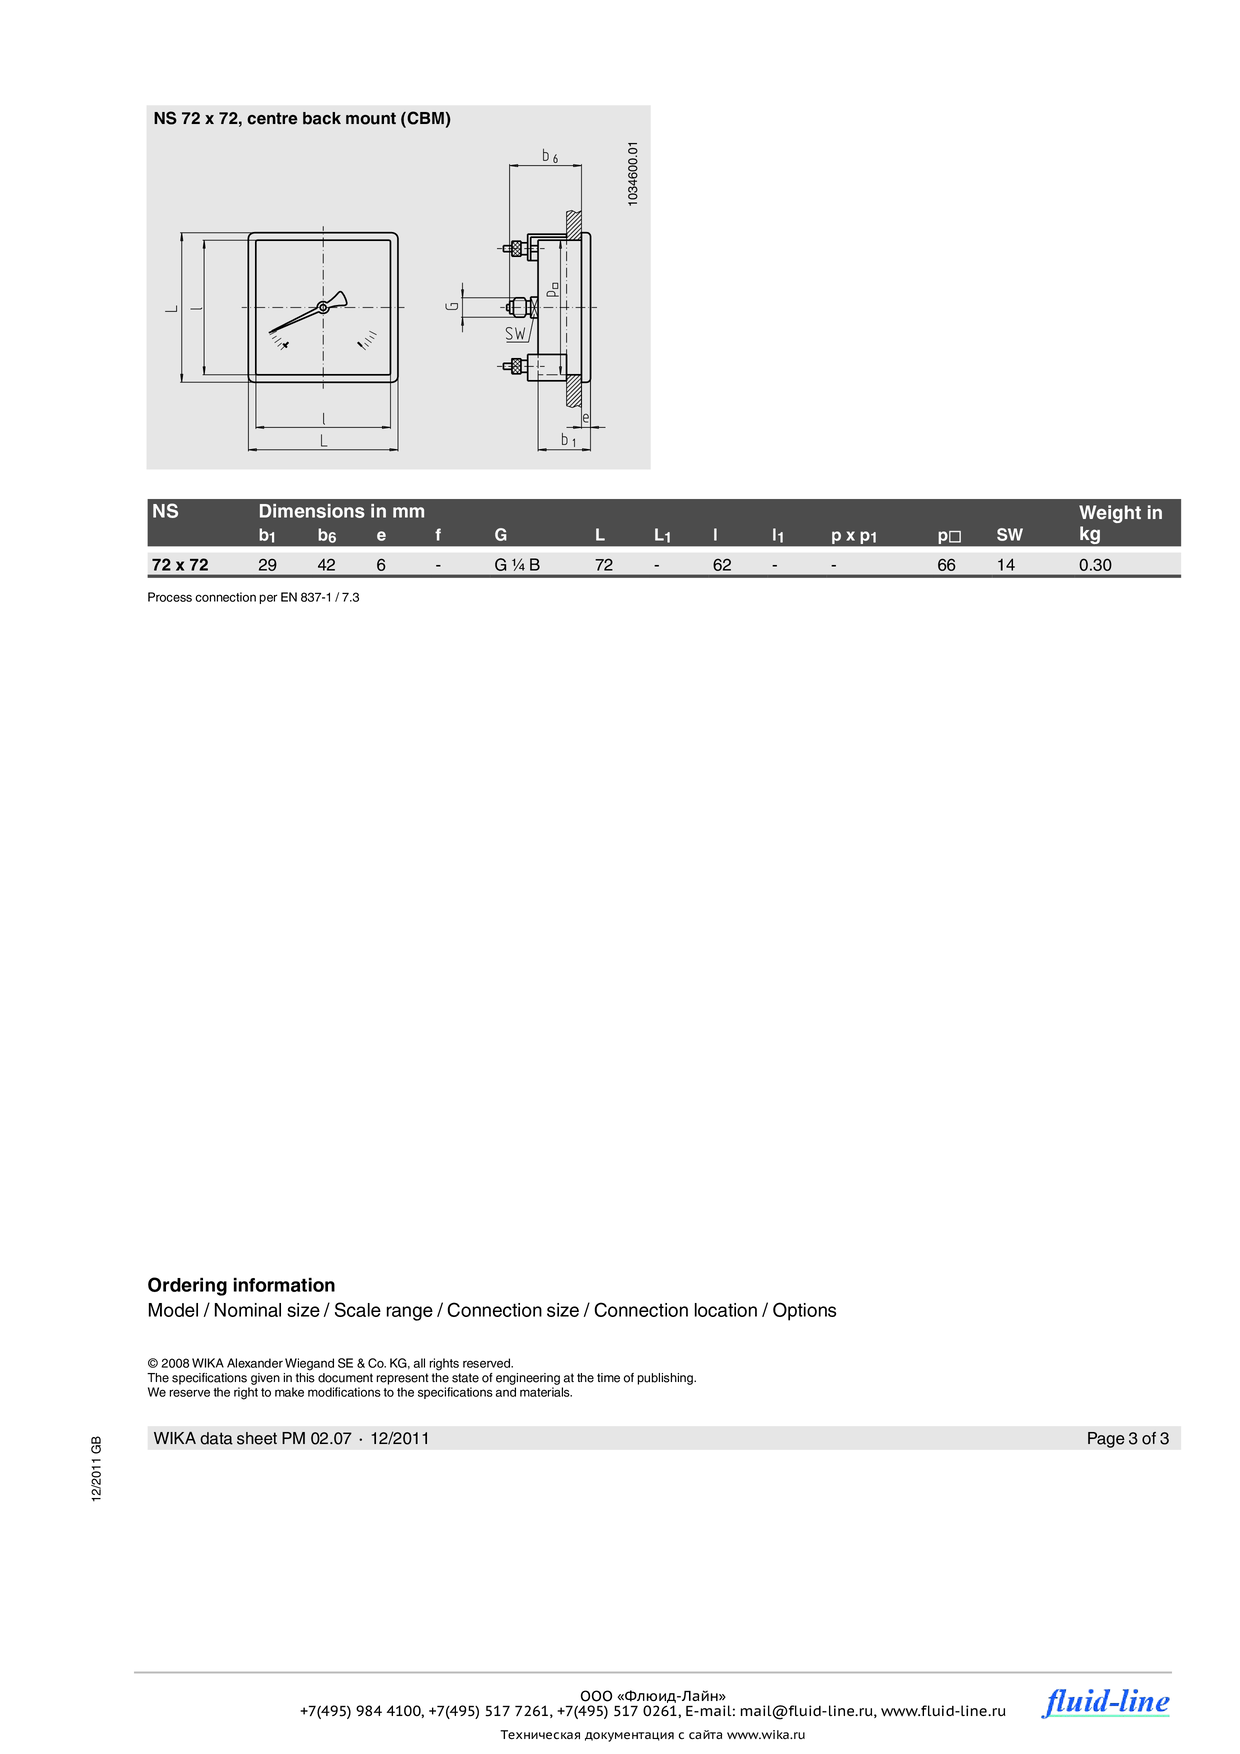 NS 72 x 72, centre back mount (CBM)
1034600.01
b6
L
l
G
SW
p□
l
L
e
b1
NS Dimensions in mm Weight in kg
b1 b6 e f G L L1 l l1 p x p1 p□ SW
72 x 72 29 42 6 - G ¼ B 72 - 62 - - 66 14 0.30
Process connection per EN 837-1 / 7.3
Ordering information
Model / Nominal size / Scale range / Connection size / Connection location / Options
© 2008 WIKA Alexander Wiegand SE & Co. KG, all rights reserved.
The specifications given in this document represent the state of engineering at the time of publishing.
We reserve the right to make modifications to the specifications and materials.
WIKA data sheet PM 02.07 · 12/2011 Page 3 of 3
12/2011 GB
ООО «Флюид-Лайн»
+7(495) 984 4100, +7(495) 517 7261, +7(495) 517 0261, E-mail: mail@fluid-line.ru, www.fluid-line.ru
Техническая документация с сайта www.wika.ru
fluid-line